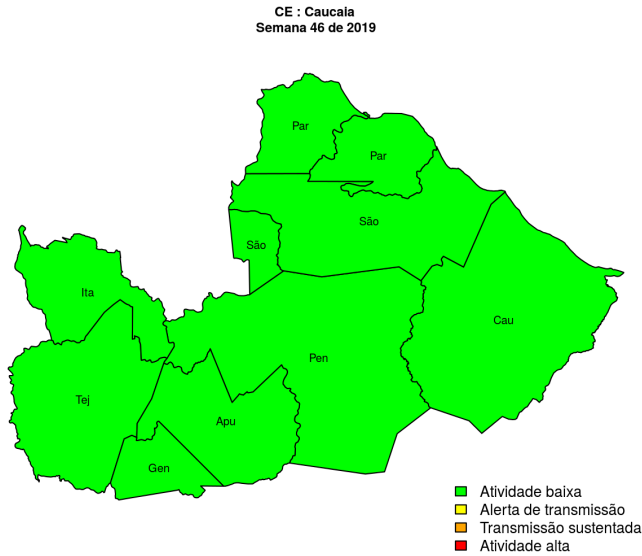 CE : Caucaia
Semana 46 de 2019
Par
Par
São
São
Ita
Cau
Pen
Tej
Apu
Gen
Atividade baixa
Alerta de transmissão
Transmissão sustentada
Atividade alta